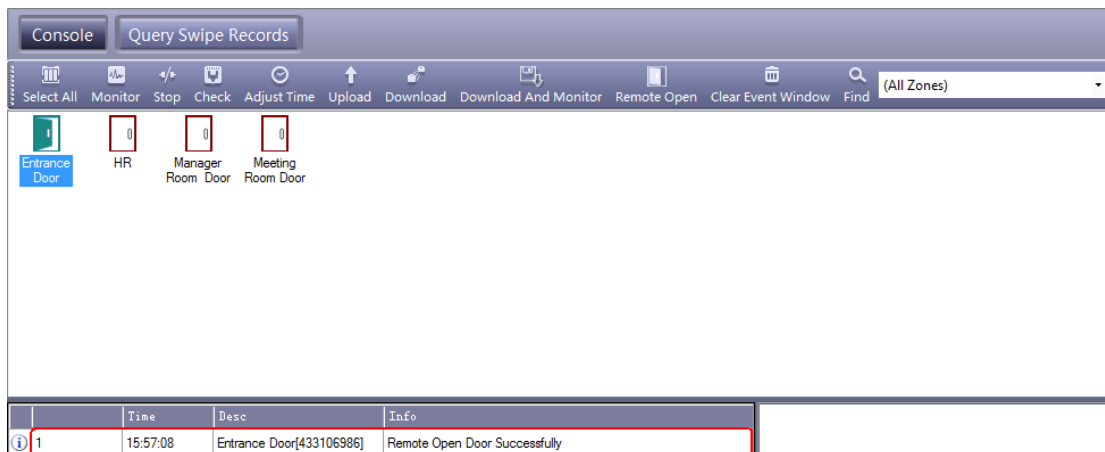 Console Query Swipe Records
Select All Monitor Stop Check Adjust Time Upload Download Download And Monitor Remote Open Clear Event Window Find (All Zones)
Entrance Door
HR
Manager Room Door
Meeting Room Door
Time Desc Info
1 15:57:08 Entrance Door[433106986] Remote Open Door Successfully